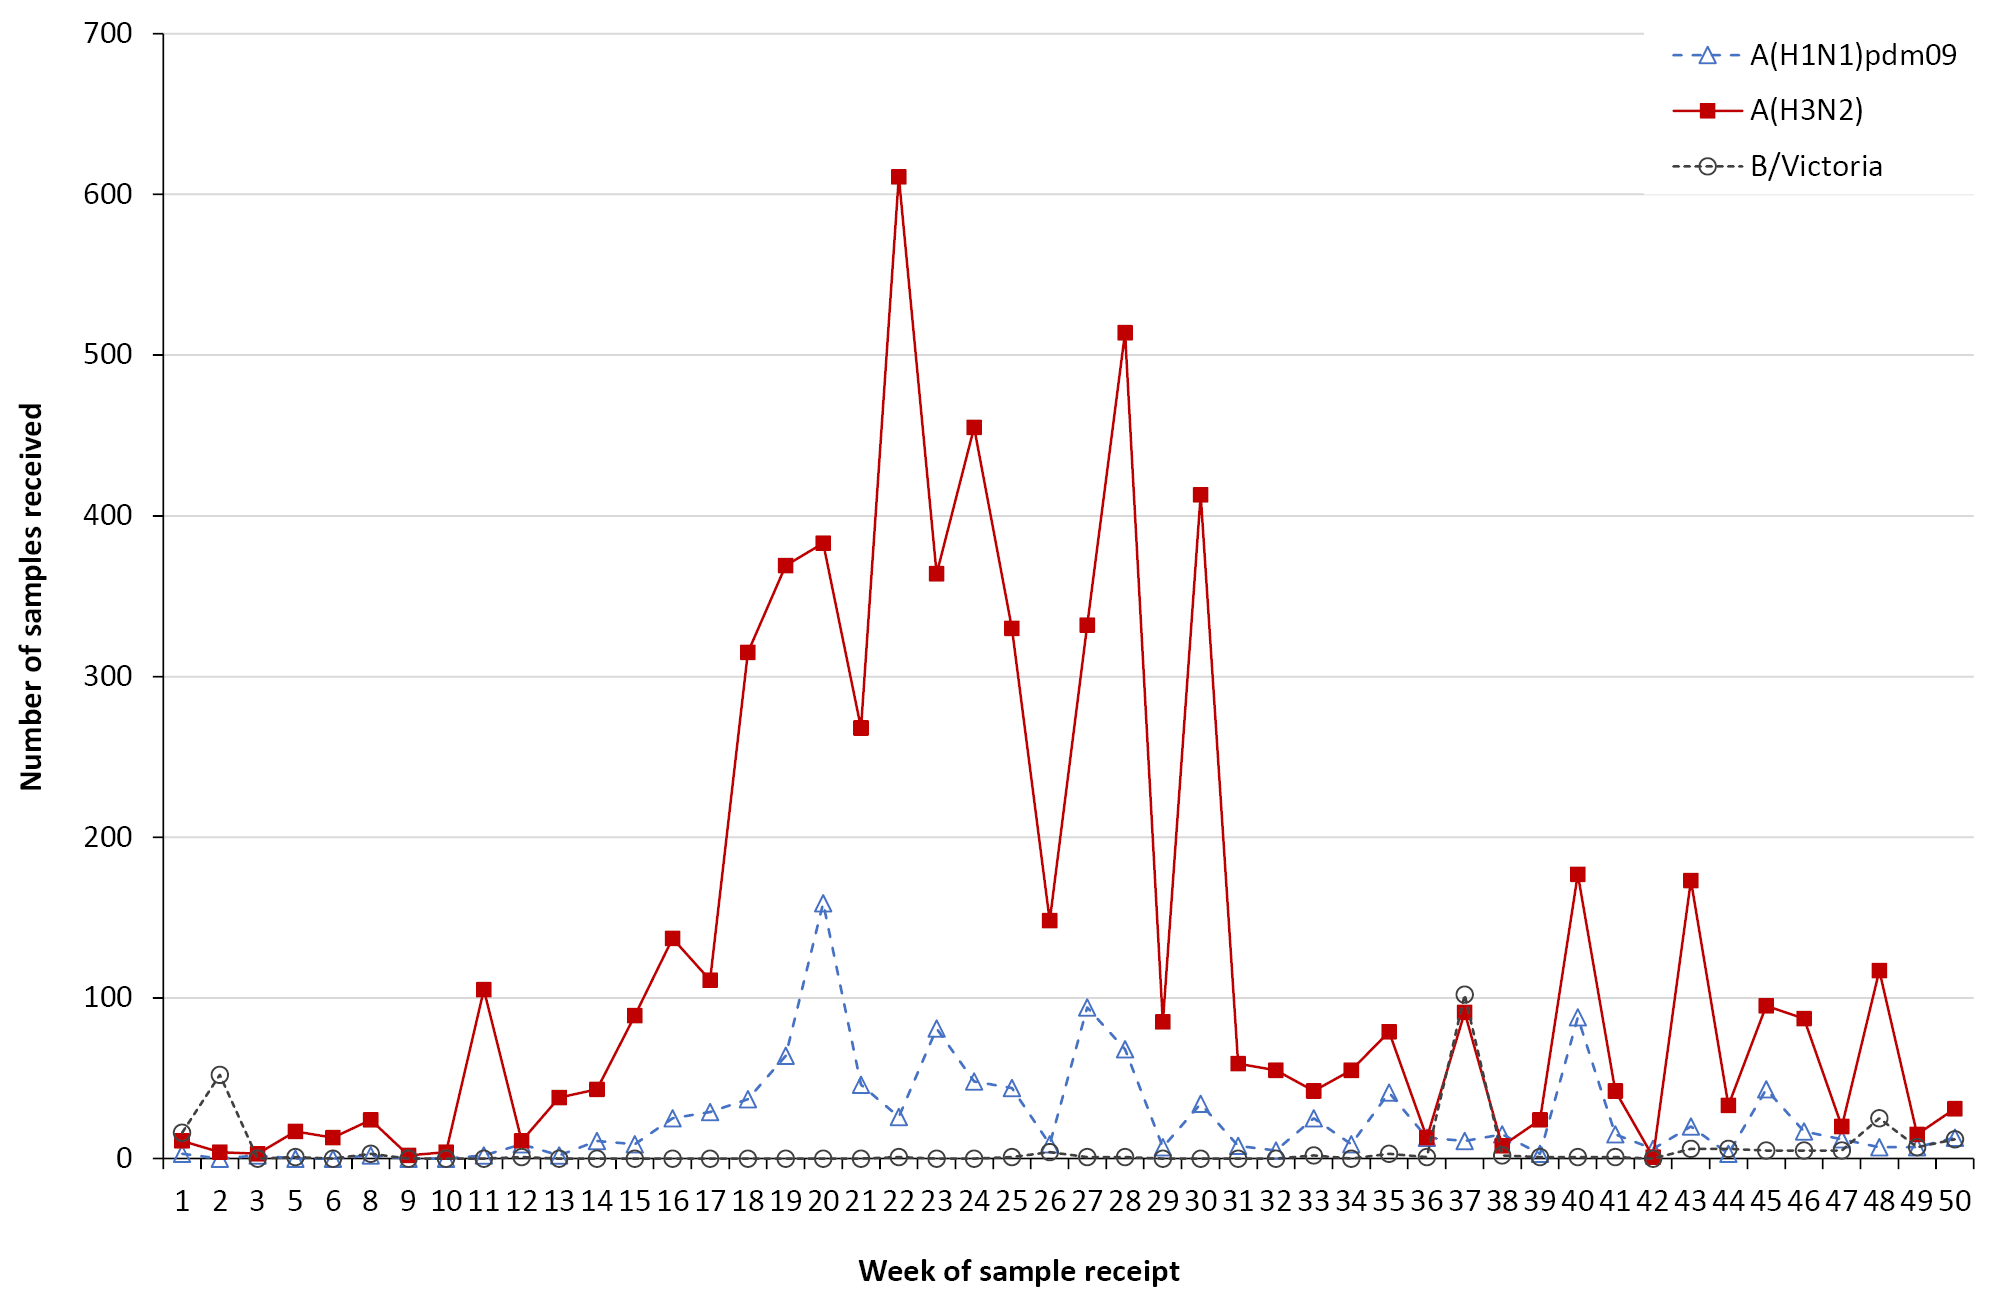 700
600
500
400
300
200
100
0
Number of samples received
A(H1N1)pdm09
A(H3N2)
B/Victoria
1 2 3 5 6 8 9 10 11 12 13 14 15 16 17 18 19 20 21 22 23 24 25 26 27 28 29 30 31 32 33 34 35 36 37 38 39 40 41 42 43 44 45 46 47 48 49 50
Week of sample receipt